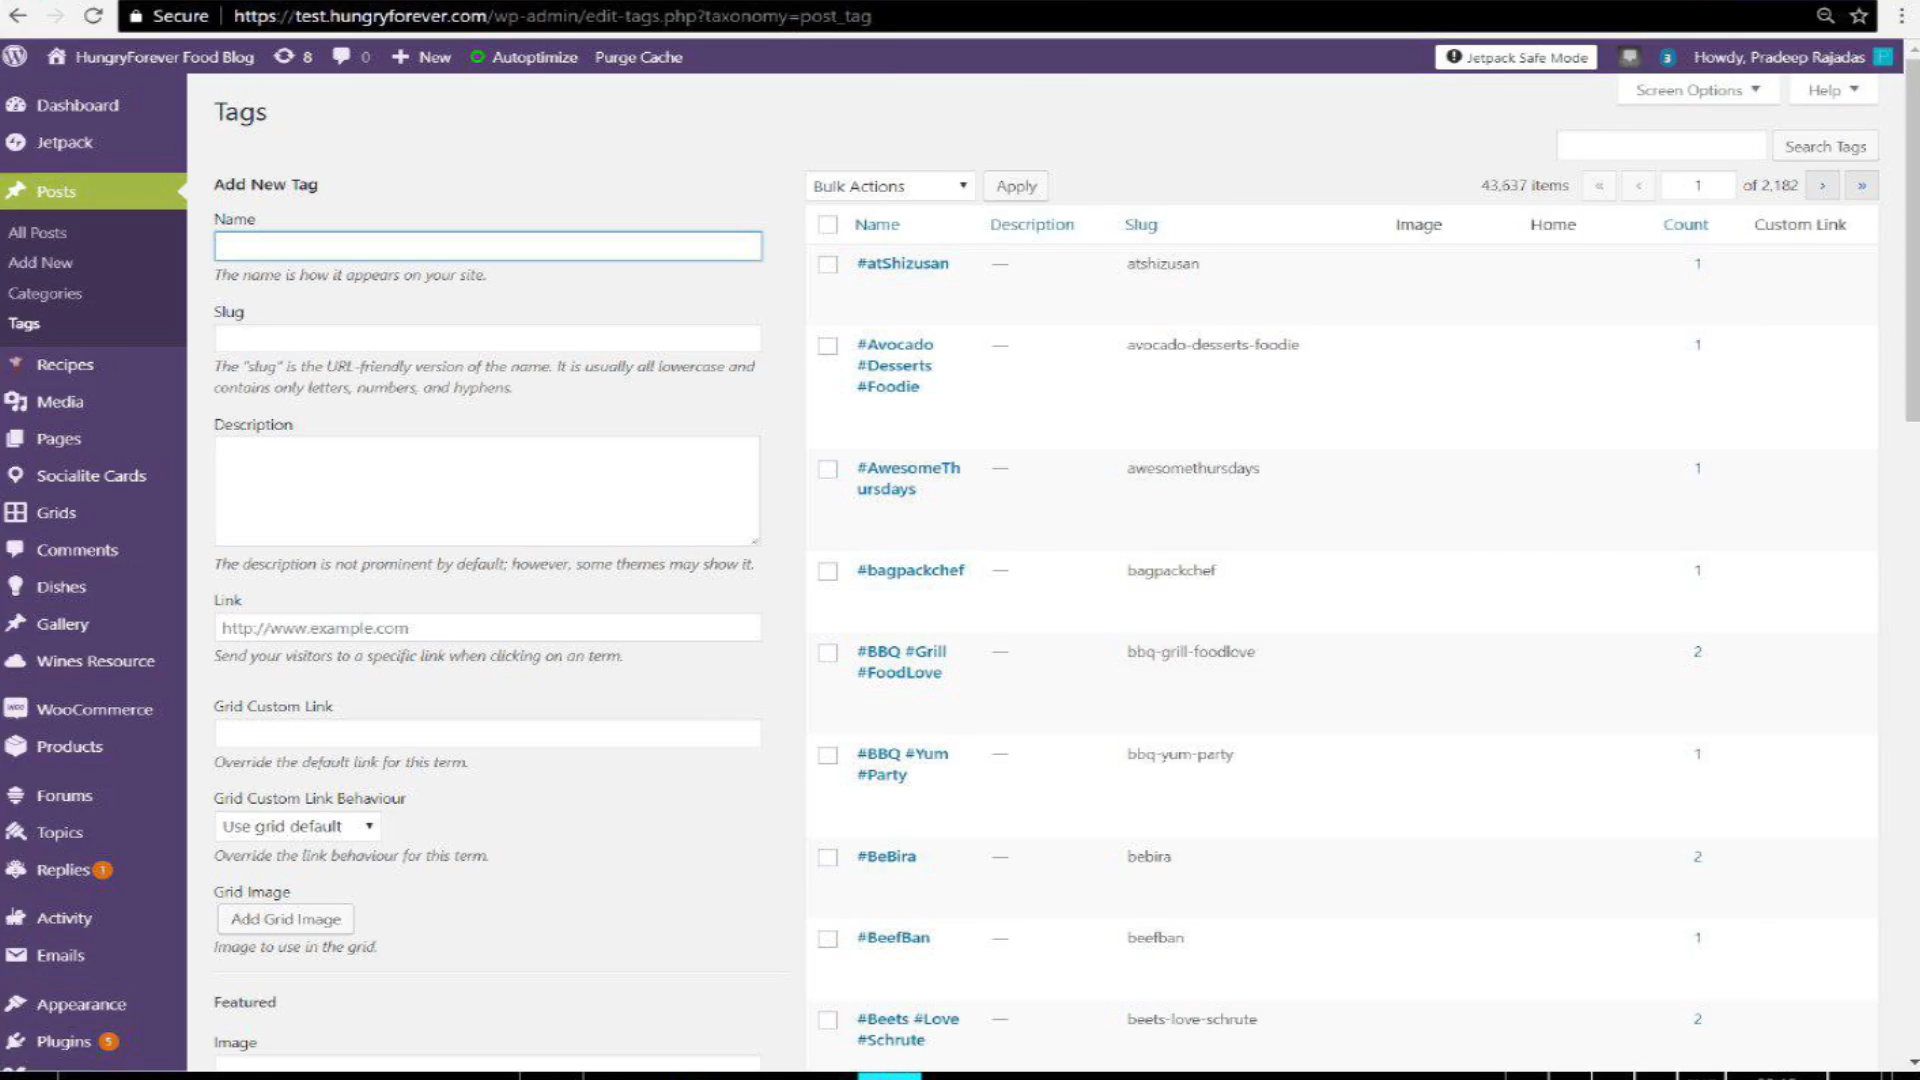 Secure https://test.hungryforever.com/wp-admin/edit-tags.php?taxonomy=post_tag
HungryForever Food Blog 8 0 New Autoptimize Purge Cache Jetpack Safe Mode 3 Howdy, Pradeep Rajadas
Screen Options Help
Dashboard
Jetpack
Posts
All Posts
Add New
Categories
Tags
Recipes
Media
Pages
Socialite Cards
Grids
Comments
Dishes
Gallery
Wines Resource
WooCommerce
Products
Forums
Topics
Replies 1
Activity
Emails
Appearance
Plugins 5
Tags
Add New Tag
Name
The name is how it appears on your site.
Slug
The "slug" is the URL-friendly version of the name. It is usually all lowercase and
contains only letters, numbers, and hyphens.
Description
The description is not prominent by default; however, some themes may show it.
Link
http://www.example.com
Send your visitors to a specific link when clicking on an term.
Grid Custom Link
Override the default link for this term.
Grid Custom Link Behaviour
Use grid default
Override the link behaviour for this term.
Grid Image
Add Grid Image
Image to use in the grid.
Featured
Image
Search Tags
Bulk Actions Apply 43,637 items « ‹ 1 of 2,182 › »
Name Description Slug Image Home Count Custom Link
#atShizusan — atshizusan 1
#Avocado — avocado-desserts-foodie 1
#Desserts
#Foodie
#AwesomeTh — awesomethursdays 1
ursdays
#bagpackchef — bagpackchef 1
#BBQ #Grill — bbq-grill-foodlove 2
#FoodLove
#BBQ #Yum — bbq-yum-party 1
#Party
#BeBira — bebira 2
#BeefBan — beefban 1
#Beets #Love — beets-love-schrute 2
#Schrute